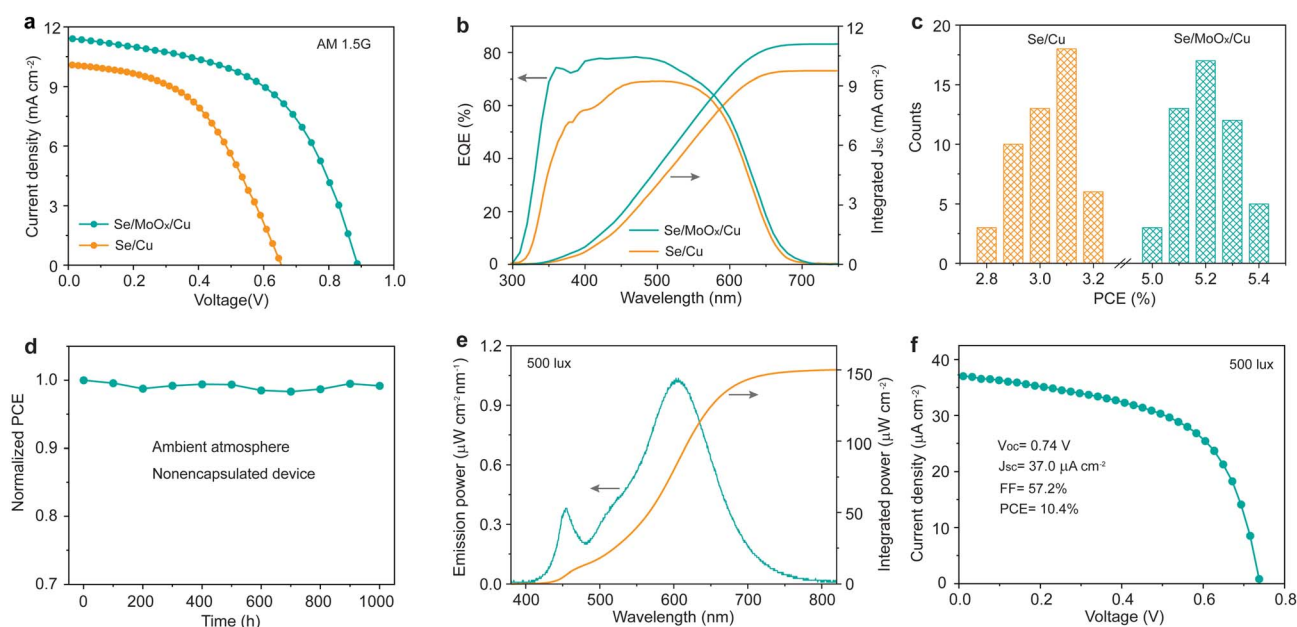 a
AM 1.5G
Current density (mA cm⁻²)
12
9
6
3
0
Se/MoOx/Cu
Se/Cu
0.0 0.2 0.4 0.6 0.8 1.0
Voltage(V)
b
EQE (%)
80
60
40
20
80
0
12
9
6
3
0
Integrated Jsc (mA cm⁻²)
Se/MoOx/Cu
Se/Cu
300 400 500 600 700
Wavelength (nm)
c
Se/Cu
Se/MoOx/Cu
Counts
20
15
10
5
0
2.8 3.0 3.2 5.0 5.2 5.4
PCE (%)
d
Normalized PCE
1.0
0.9
0.8
0.7
Ambient atmosphere
Nonencapsulated device
0 200 400 600 800 1000
Time (h)
e
500 lux
Emission power (μW cm⁻² nm⁻¹)
1.2
0.9
0.6
0.3
0.0
150
100
50
0
Integrated power (μW cm⁻²)
400 500 600 700 800
Wavelength (nm)
f
500 lux
Current density (μA cm⁻²)
40
30
20
10
0
Voc= 0.74 V
Jsc= 37.0 μA cm⁻²
FF= 57.2%
PCE= 10.4%
0.0 0.2 0.4 0.6 0.8
Voltage (V)